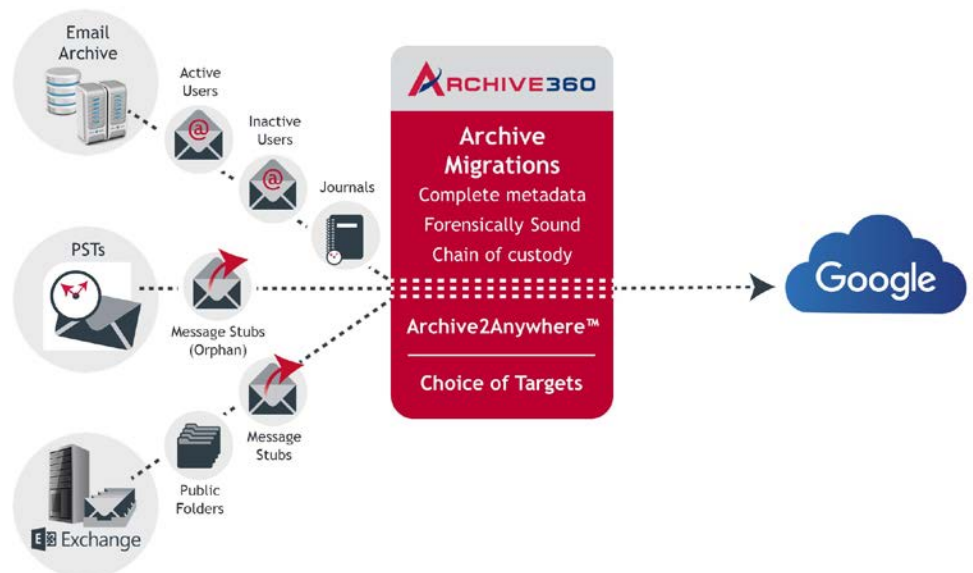 Email
Archive
Active
Users
Inactive
Users
Journals
PSTs
Message Stubs
(Orphan)
Message
Stubs
Public
Folders
Exchange
ARCHIVE360
Archive
Migrations
Complete metadata
Forensically Sound
Chain of custody
Archive2Anywhere™
Choice of Targets
Google